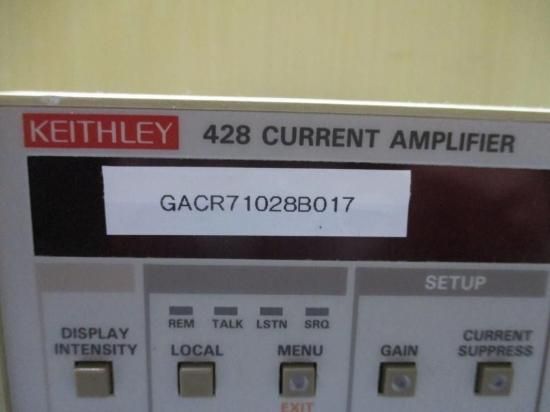 KEITHLEY 428 CURRENT AMPLIFIER
GACR71028B017
SETUP
REM TALK LSTN SRQ
DISPLAY INTENSITY
LOCAL
MENU
EXIT
GAIN
CURRENT SUPPRESS